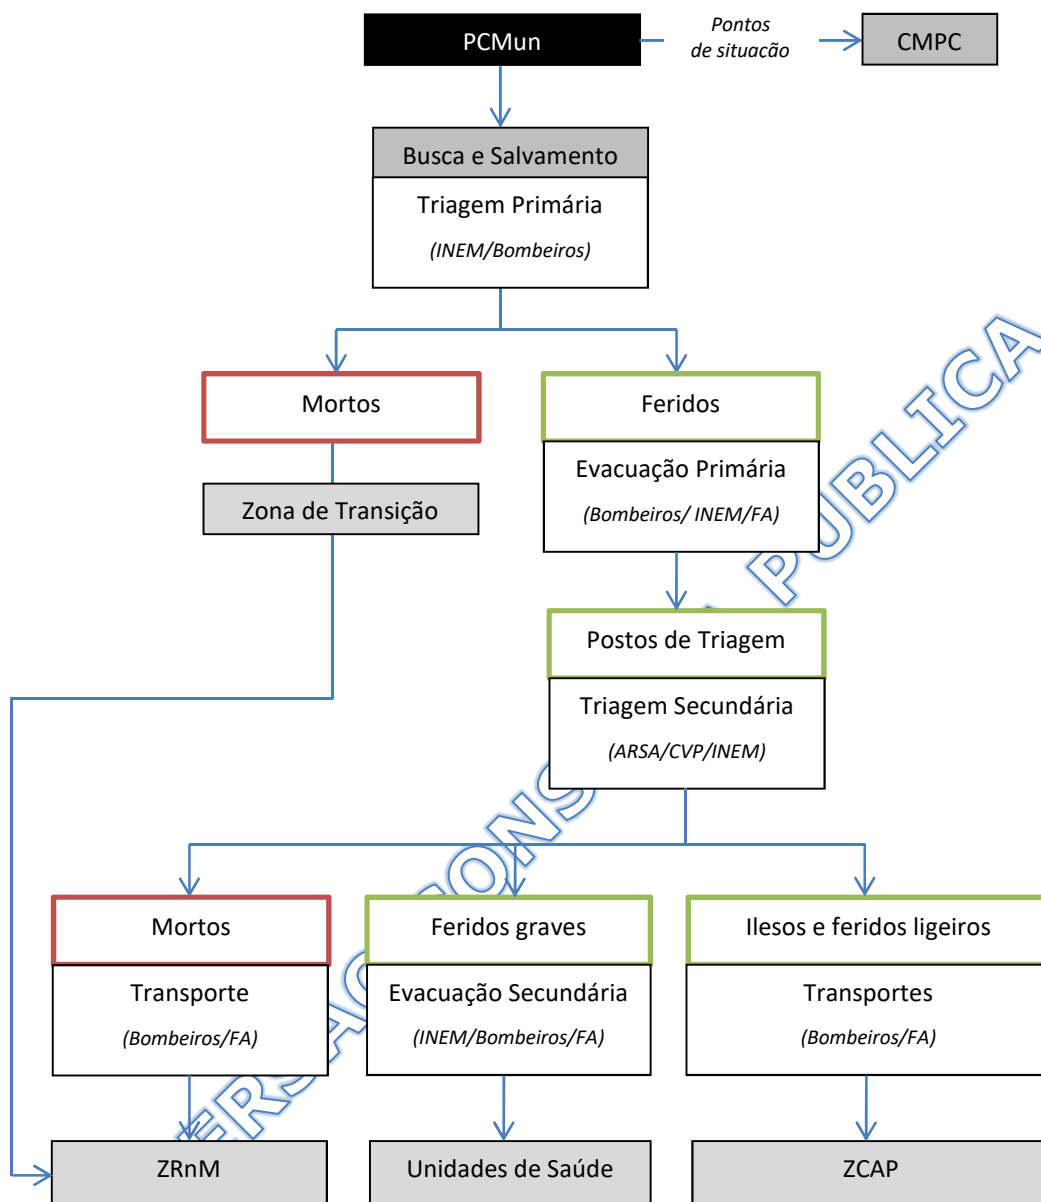 PCMun
Pontos
de situação
CMPC
Busca e Salvamento
Triagem Primária
(INEM/Bombeiros)
Mortos
Feridos
Evacuação Primária
(Bombeiros/ INEM/FA)
Zona de Transição
Postos de Triagem
Triagem Secundária
(ARSA/CVP/INEM)
Mortos
Feridos graves
Ilesos e feridos ligeiros
Transporte
(Bombeiros/FA)
Evacuação Secundária
(INEM/Bombeiros/FA)
Transportes
(Bombeiros/FA)
ZRnM
Unidades de Saúde
ZCAP
PUBLICA